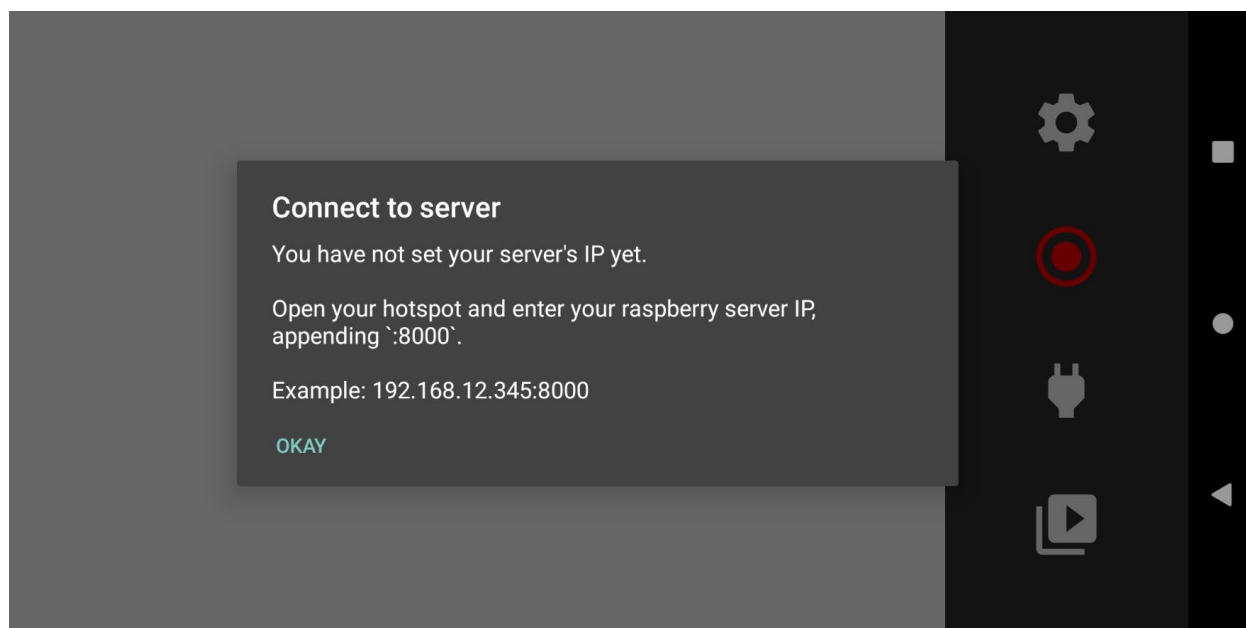 Connect to server
You have not set your server's IP yet.
Open your hotspot and enter your raspberry server IP,
appending `:8000`.
Example: 192.168.12.345:8000
OKAY